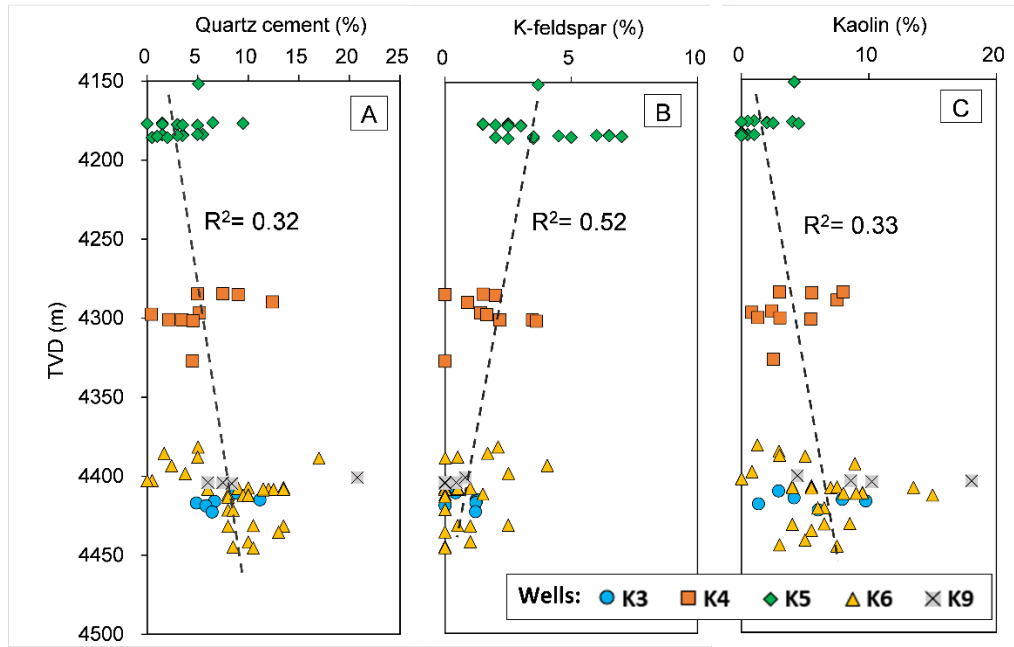 Quartz cement (%)
K-feldspar (%)
Kaolin (%)
0 5 10 15 20 25
0 5 10
0 10 20
TVD (m)
4150
4200
4250
4300
4350
4400
4450
4500
A
B
C
R²= 0.32
R²= 0.52
R²= 0.33
Wells: K3 K4 K5 K6 K9